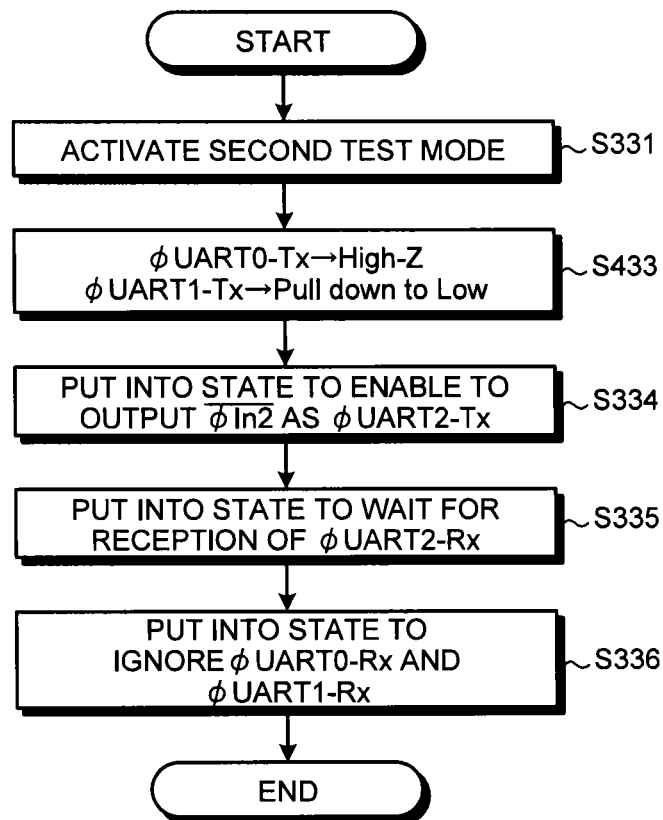 START
ACTIVATE SECOND TEST MODE
S331
ϕUART0-Tx→High-Z
ϕUART1-Tx→Pull down to Low
S433
PUT INTO STATE TO ENABLE TO
OUTPUT ϕ̅I̅n̅2̅ AS ϕUART2-Tx
S334
PUT INTO STATE TO WAIT FOR
RECEPTION OF ϕUART2-Rx
S335
PUT INTO STATE TO
IGNORE ϕUART0-Rx AND
ϕUART1-Rx
S336
END